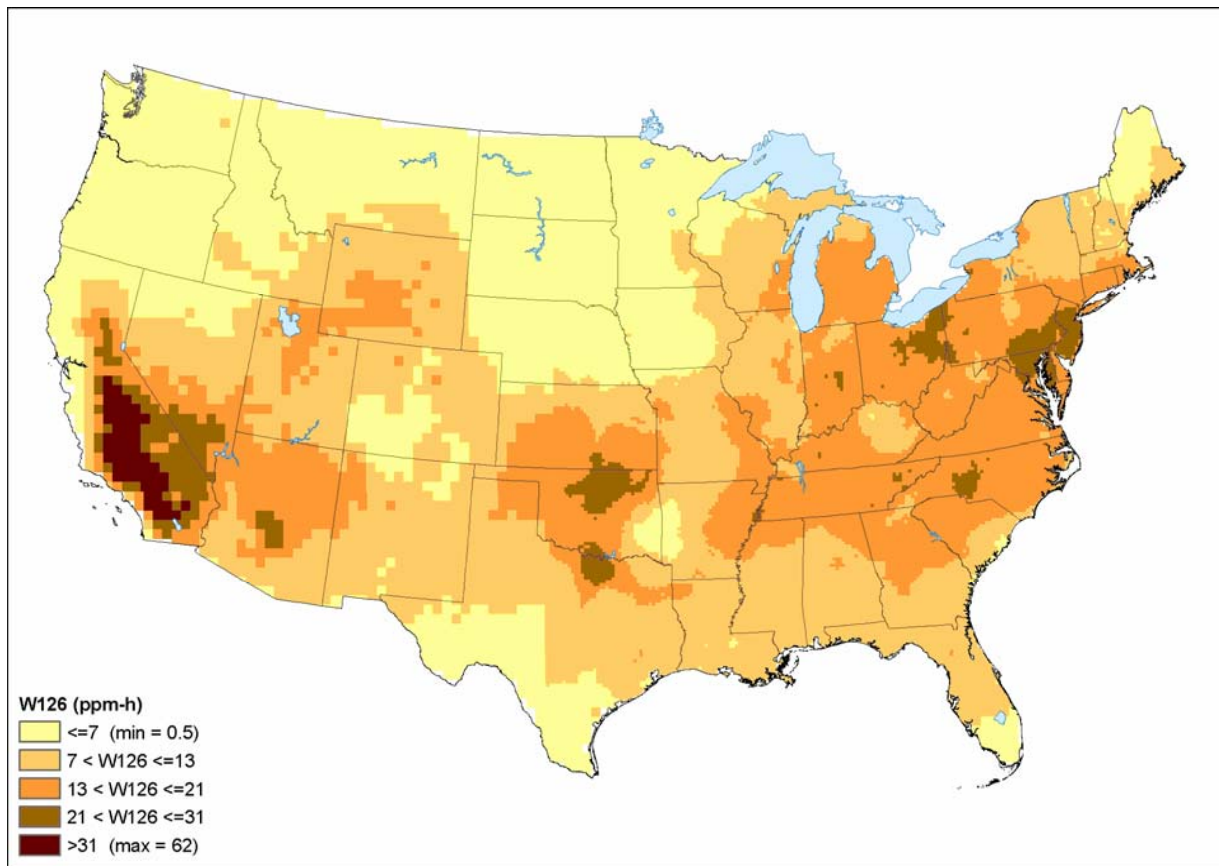 W126 (ppm-h)
<=7 (min = 0.5)
7 < W126 <=13
13 < W126 <=21
21 < W126 <=31
>31 (max = 62)